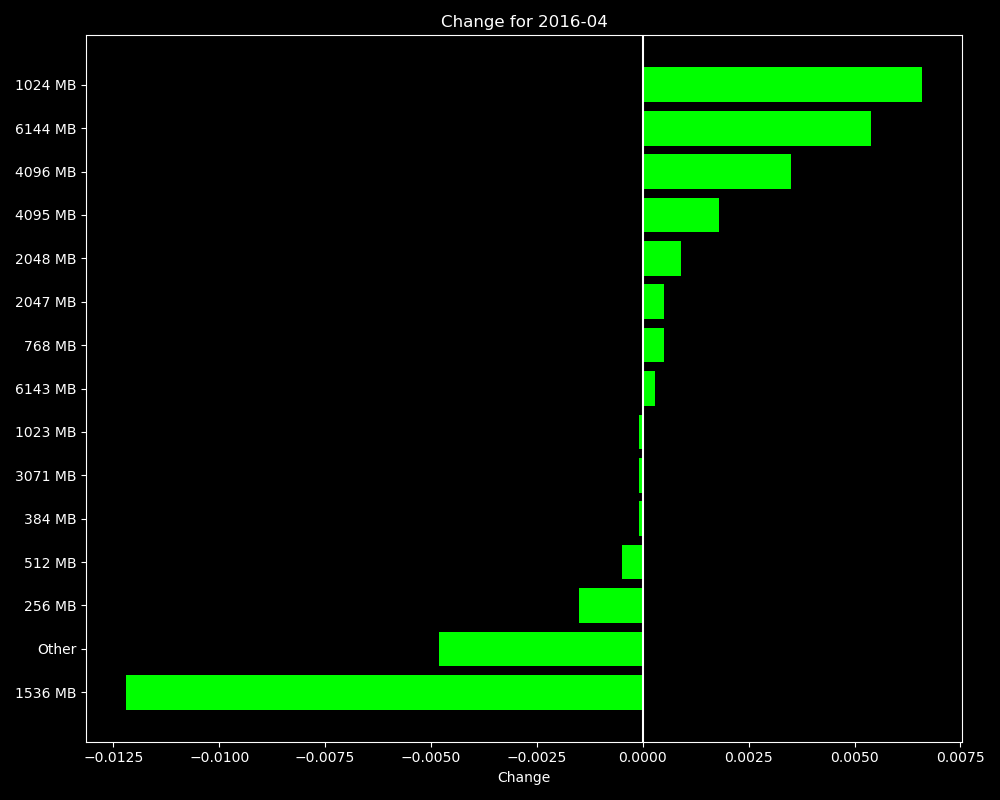 Change for 2016-04
1024 MB
6144 MB
4096 MB
4095 MB
2048 MB
2047 MB
768 MB
6143 MB
1023 MB
3071 MB
384 MB
512 MB
256 MB
Other
1536 MB
−0.0125 −0.0100 −0.0075 −0.0050 −0.0025 0.0000 0.0025 0.0050 0.0075
Change